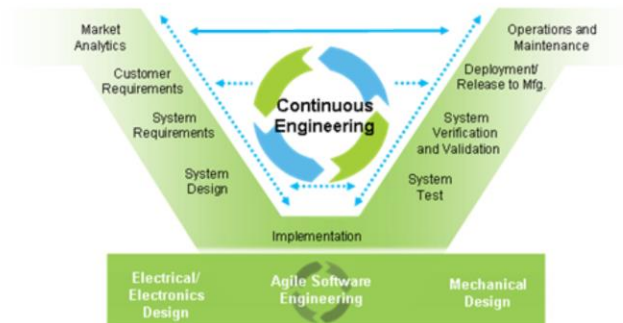 Market
Analytics
Customer
Requirements
System
Requirements
System
Design
Continuous
Engineering
Operations and
Maintenance
Deployment/
Release to Mfg.
System
Verification
and Validation
System
Test
Implementation
Electrical/
Electronics
Design
Agile Software
Engineering
Mechanical
Design